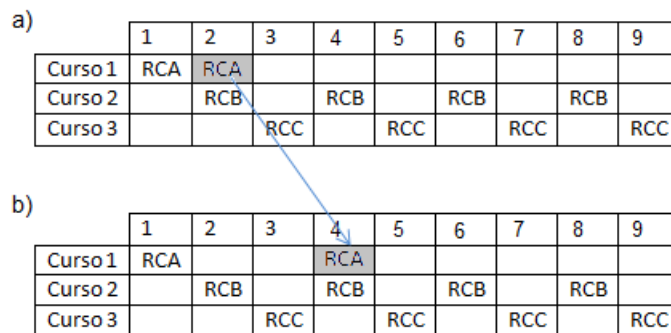 a)
1 2 3 4 5 6 7 8 9
Curso 1 RCA RCA
Curso 2 RCB RCB RCB RCB
Curso 3 RCC RCC RCC RCC
b)
1 2 3 4 5 6 7 8 9
Curso 1 RCA RCA
Curso 2 RCB RCB RCB RCB
Curso 3 RCC RCC RCC RCC